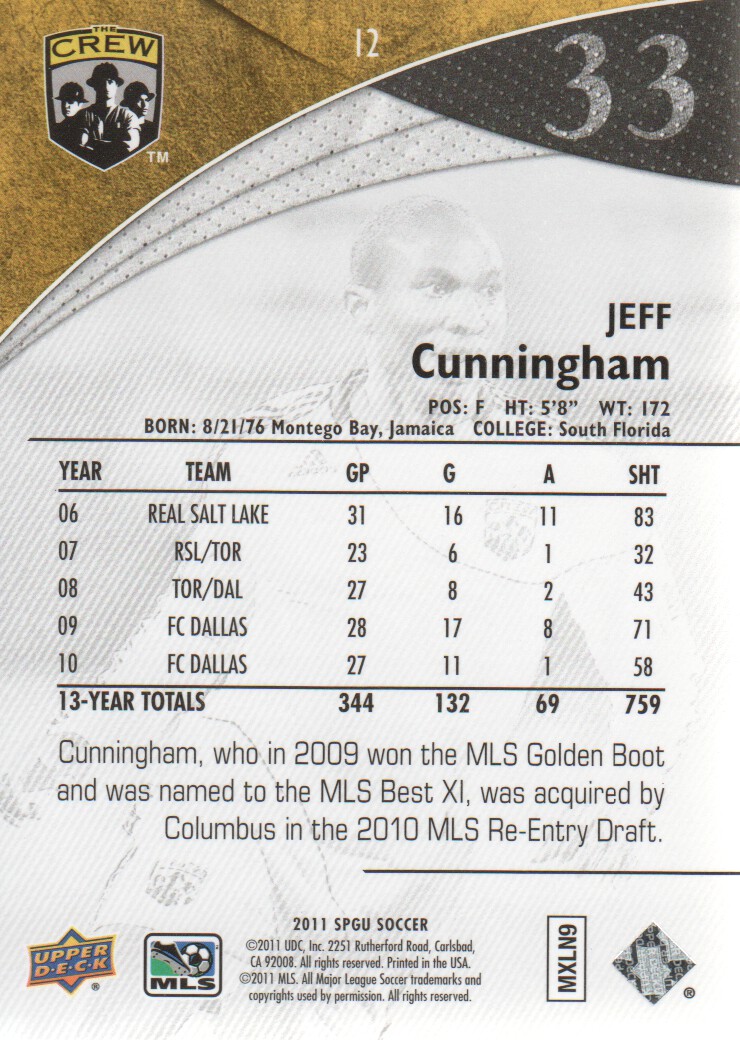 THE
CREW
TM
12
33
JEFF
Cunningham
POS: F HT: 5'8" WT: 172
BORN: 8/21/76 Montego Bay, Jamaica COLLEGE: South Florida
YEAR TEAM GP G A SHT
06 REAL SALT LAKE 31 16 11 83
07 RSL/TOR 23 6 1 32
08 TOR/DAL 27 8 2 43
09 FC DALLAS 28 17 8 71
10 FC DALLAS 27 11 1 58
13-YEAR TOTALS 344 132 69 759
Cunningham, who in 2009 won the MLS Golden Boot
and was named to the MLS Best XI, was acquired by
Columbus in the 2010 MLS Re-Entry Draft.
UPPER
D·E·C·K
®
MLS
2011 SPGU SOCCER
©2011 UDC, Inc. 2251 Rutherford Road, Carlsbad,
CA 92008. All rights reserved. Printed in the USA.
©2011 MLS. All Major League Soccer trademarks and
copyrights used by permission. All rights reserved.
MXLN9
®